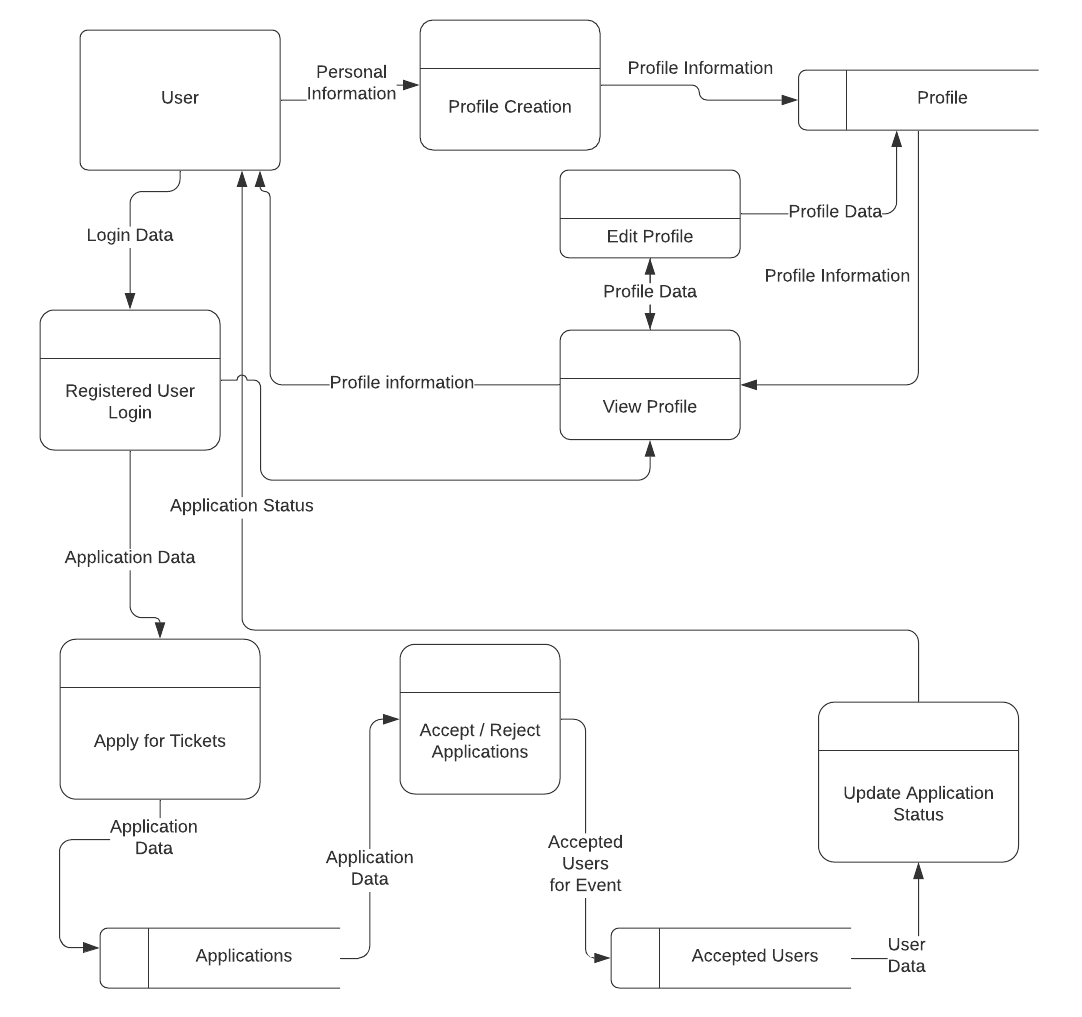 User
Personal
Information
Profile Creation
Profile Information
Profile
Login Data
Edit Profile
Profile Data
Profile Data
Profile Information
Registered User
Login
Profile information
View Profile
Application Status
Application Data
Apply for Tickets
Accept / Reject
Applications
Update Application
Status
Application
Data
Application
Data
Accepted
Users
for Event
Applications
Accepted Users
User
Data